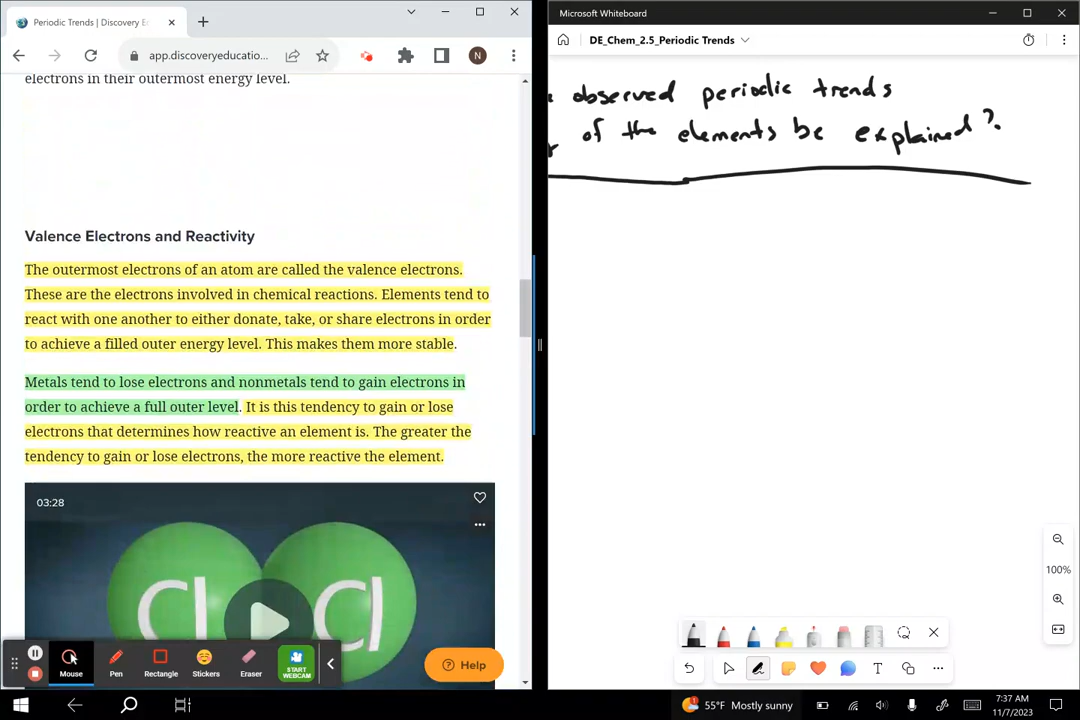 Periodic Trends | Discovery E
Microsoft Whiteboard
app.discoveryeducatio...
N
DE_Chem_2.5_Periodic Trends
electrons in their outermost energy level.
observed periodic trends
of the elements be explained?
Valence Electrons and Reactivity
The outermost electrons of an atom are called the valence electrons.
These are the electrons involved in chemical reactions. Elements tend to
react with one another to either donate, take, or share electrons in order
to achieve a filled outer energy level. This makes them more stable.
Metals tend to lose electrons and nonmetals tend to gain electrons in
order to achieve a full outer level. It is this tendency to gain or lose
electrons that determines how reactive an element is. The greater the
tendency to gain or lose electrons, the more reactive the element.
03:28
Cl Cl
100%
Mouse
Pen
Rectangle
Stickers
Eraser
START
WEBCAM
Help
T
55°F Mostly sunny
7:37 AM
11/7/2023